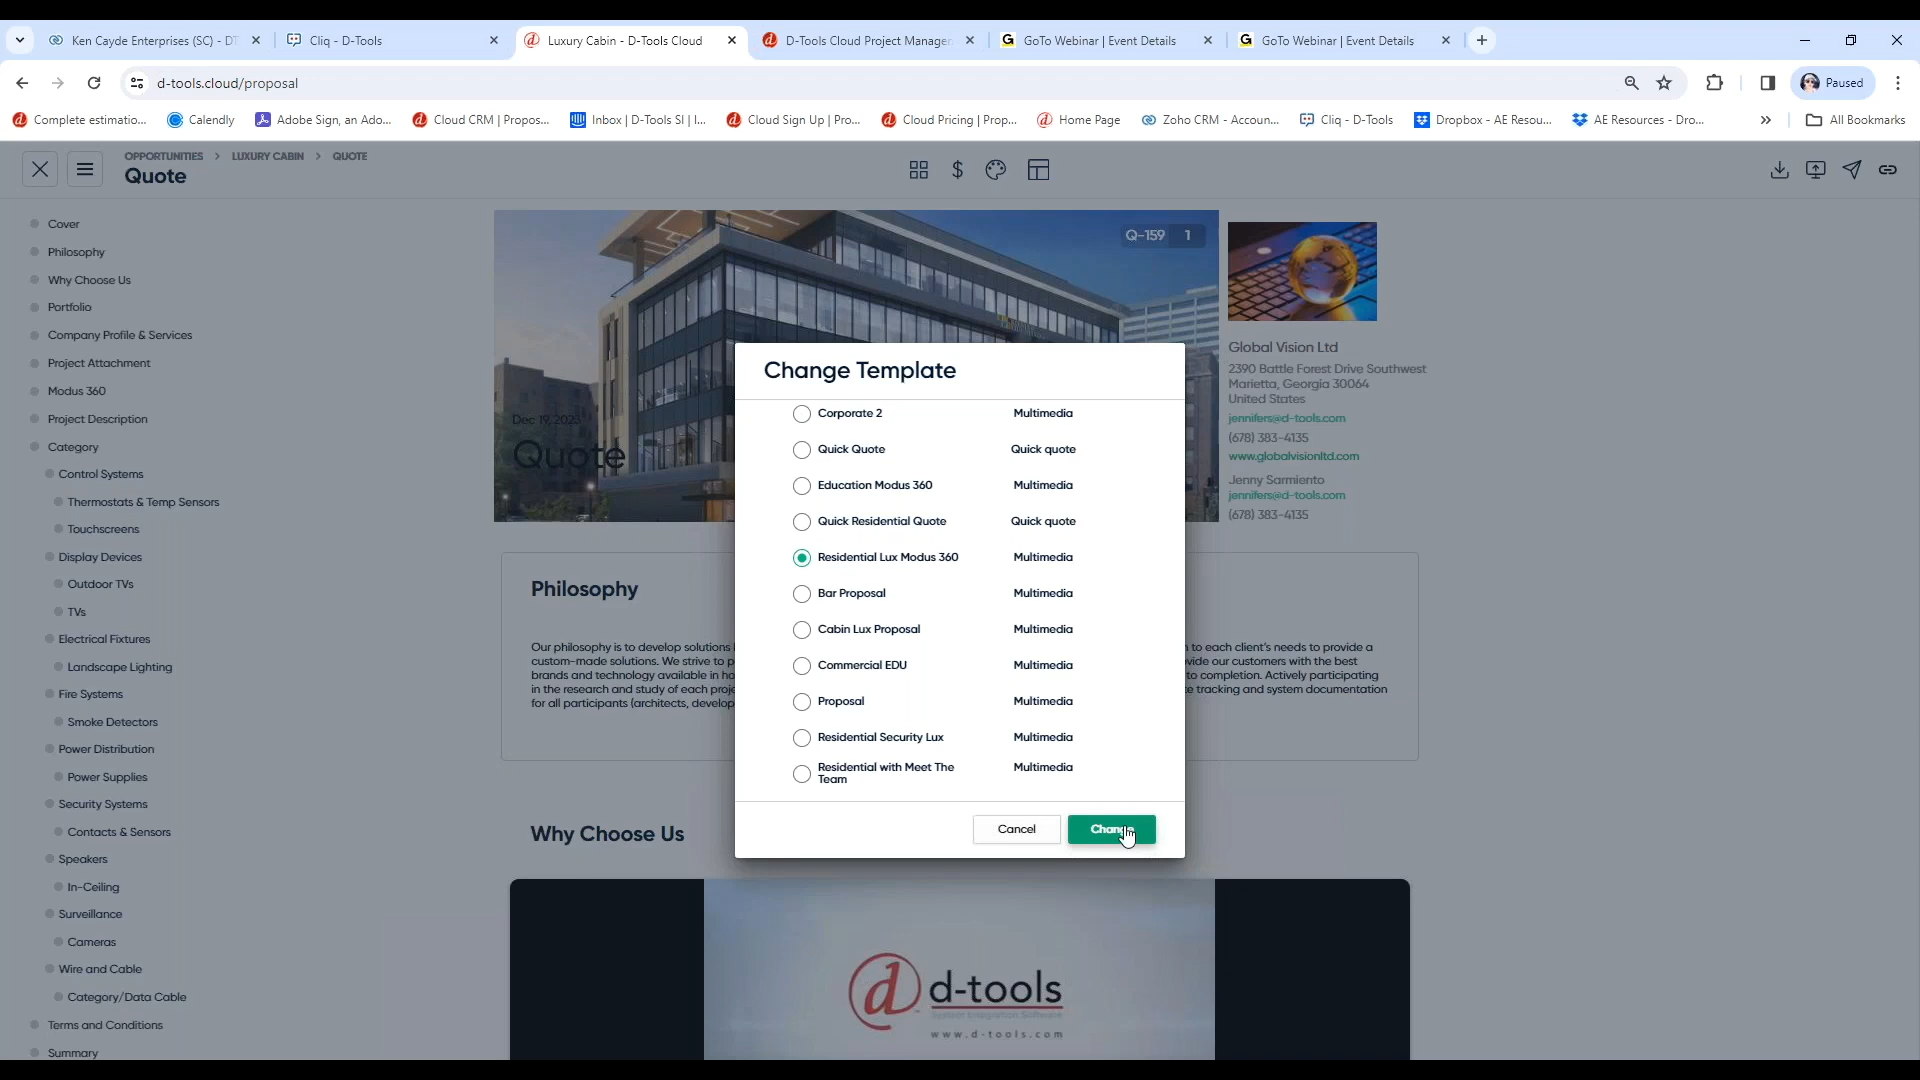 Ken Cayde Enterprises (SC) - DT
Cliq - D-Tools
Luxury Cabin - D-Tools Cloud
D-Tools Cloud Project Manager
GoTo Webinar | Event Details
GoTo Webinar | Event Details
d-tools.cloud/proposal
Paused
Complete estimatio...
Calendly
Adobe Sign, an Ado...
Cloud CRM | Propos...
Inbox | D-Tools SI | I...
Cloud Sign Up | Pro...
Cloud Pricing | Prop...
Home Page
Zoho CRM - Accoun...
Cliq - D-Tools
Dropbox - AE Resou...
AE Resources - Dro...
All Bookmarks
OPPORTUNITIES > LUXURY CABIN > QUOTE
Quote
Cover
Philosophy
Why Choose Us
Portfolio
Company Profile & Services
Project Attachment
Modus 360
Project Description
Category
Control Systems
Thermostats & Temp Sensors
Touchscreens
Display Devices
Outdoor TVs
TVs
Electrical Fixtures
Landscape Lighting
Fire Systems
Smoke Detectors
Power Distribution
Power Supplies
Security Systems
Contacts & Sensors
Speakers
In-Ceiling
Surveillance
Cameras
Wire and Cable
Category/Data Cable
Terms and Conditions
Summary
Q-159 1
Dec 19, 2023
Quote
Global Vision Ltd
2390 Battle Forest Drive Southwest
Marietta, Georgia 30064
United States
jennifers@d-tools.com
(678) 383-4135
www.globalvisionltd.com
Jenny Sarmiento
jennifers@d-tools.com
(678) 383-4135
Philosophy
Our philosophy is to develop solutions to each client's needs to provide a
custom-made solutions. We strive to p vide our customers with the best
brands and technology available in ho to completion. Actively participating
in the research and study of each proje e tracking and system documentation
for all participants (architects, develop
Why Choose Us
d d-tools
System Integration Software
www.d-tools.com
Change Template
Corporate 2 Multimedia
Quick Quote Quick quote
Education Modus 360 Multimedia
Quick Residential Quote Quick quote
Residential Lux Modus 360 Multimedia
Bar Proposal Multimedia
Cabin Lux Proposal Multimedia
Commercial EDU Multimedia
Proposal Multimedia
Residential Security Lux Multimedia
Residential with Meet The Multimedia
Team
Cancel
Change